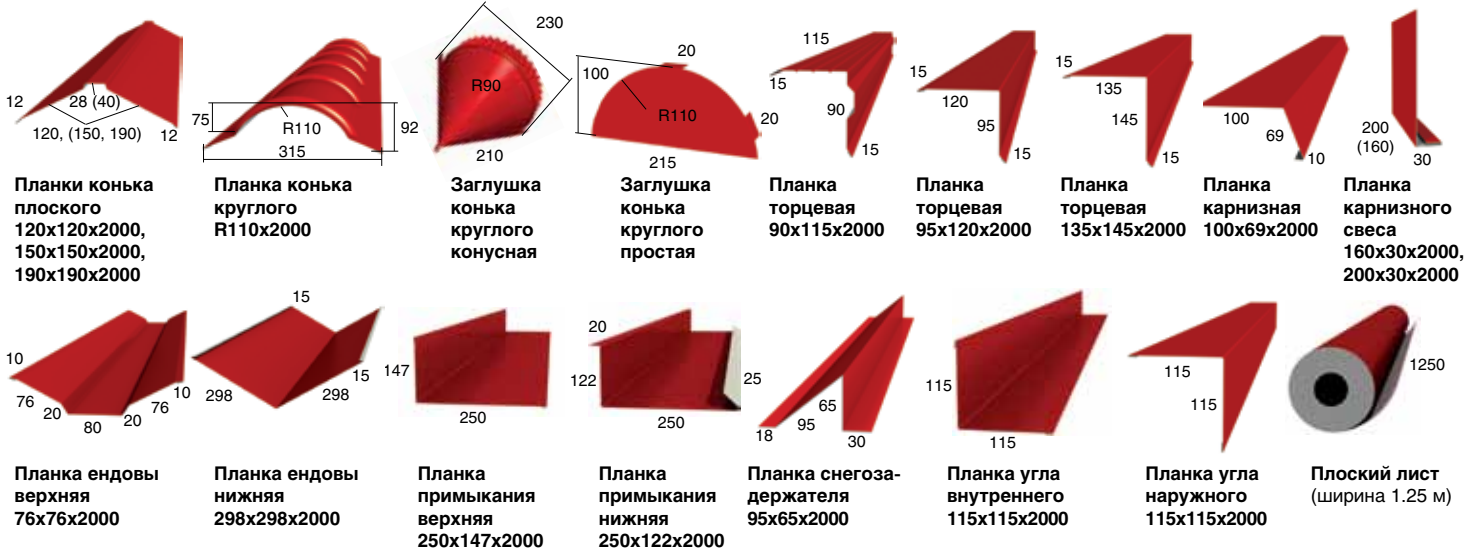 12
28 (40)
120, (150, 190)
12
Планки конька
плоского
120x120x2000,
150x150x2000,
190x190x2000
75
R110
92
315
Планка конька
круглого
R110x2000
230
R90
210
Заглушка
конька
круглого
конусная
20
100
R110
20
215
Заглушка
конька
круглого
простая
115
15
90
15
Планка
торцевая
90x115x2000
15
120
95
15
Планка
торцевая
95x120x2000
15
135
145
15
Планка
торцевая
135x145x2000
100
69
10
Планка
карнизная
100x69x2000
200
(160)
30
Планка
карнизного
свеса
160x30x2000,
200x30x2000
10
76
20
80
20
76
10
Планка ендовы
верхняя
76x76x2000
15
298
298
15
Планка ендовы
нижняя
298x298x2000
147
250
Планка
примыкания
верхняя
250x147x2000
20
122
250
25
Планка
примыкания
нижняя
250x122x2000
18
95
65
30
Планка снегоза-
держателя
95x65x2000
115
115
Планка угла
внутреннего
115x115x2000
115
115
Планка угла
наружного
115x115x2000
1250
Плоский лист
(ширина 1.25 м)